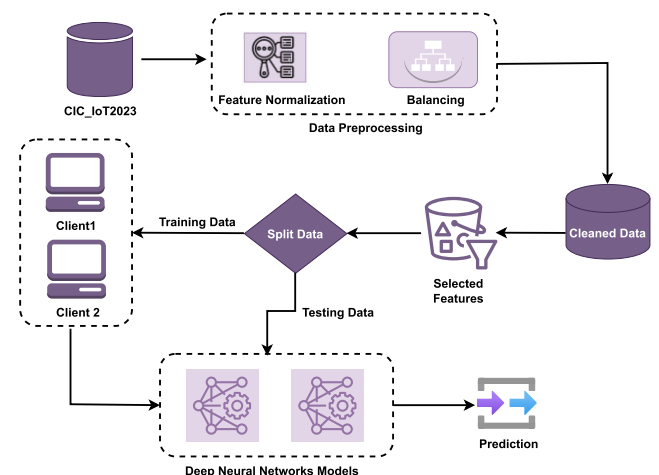 CIC_IoT2023
Feature Normalization
Balancing
Data Preprocessing
Client1
Client 2
Training Data
Split Data
Testing Data
Selected
Features
Cleaned Data
Deep Neural Networks Models
Prediction